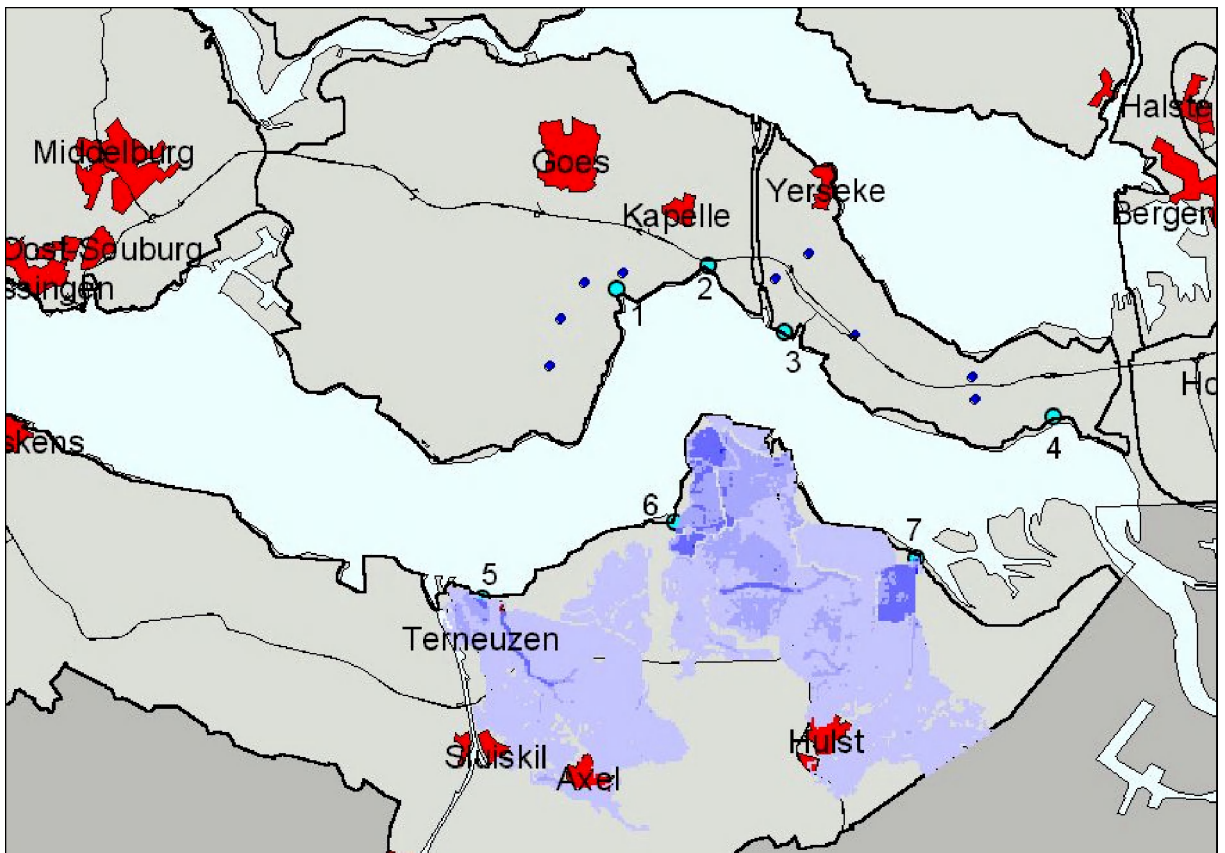 Halste
Middelburg
Goes
Yerseke
Kapelle
Bergen
Oost-Souburg
ssingen
2
1
3
Ho
4
skens
6
7
5
Terneuzen
Hulst
Sluiskil
Axel